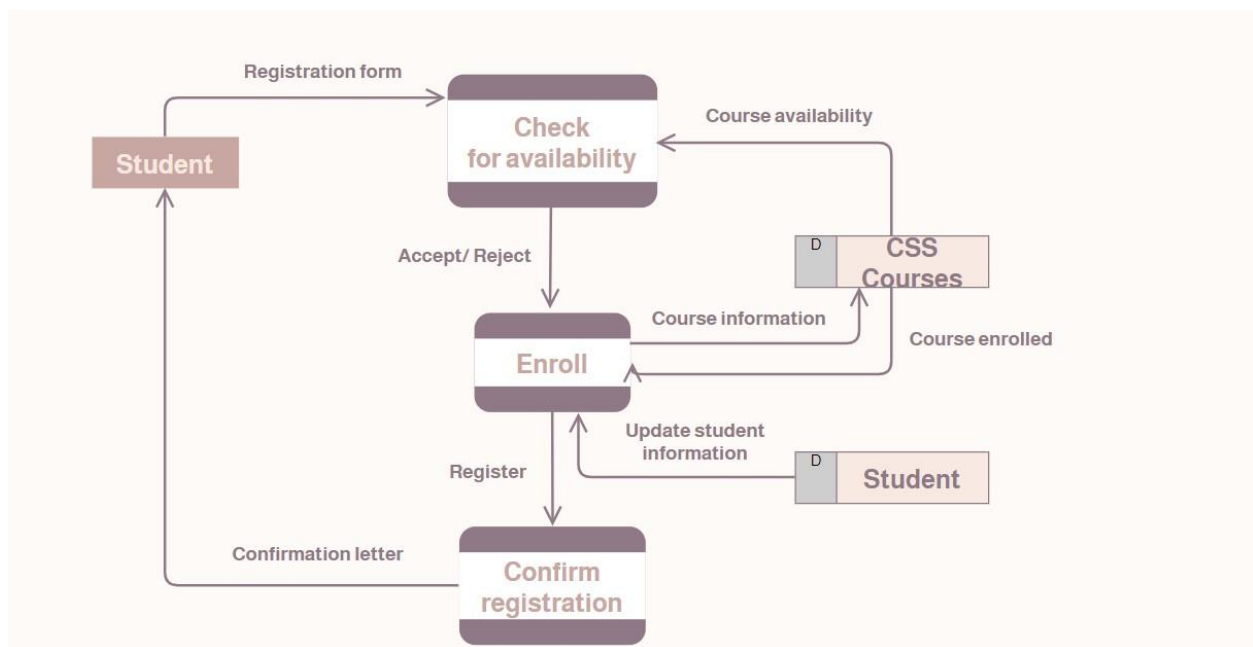 Registration form
Check
for availability
Course availability
Student
D
CSS
Courses
Accept/ Reject
Course information
Course enrolled
Enroll
Update student
information
D
Student
Register
Confirmation letter
Confirm
registration